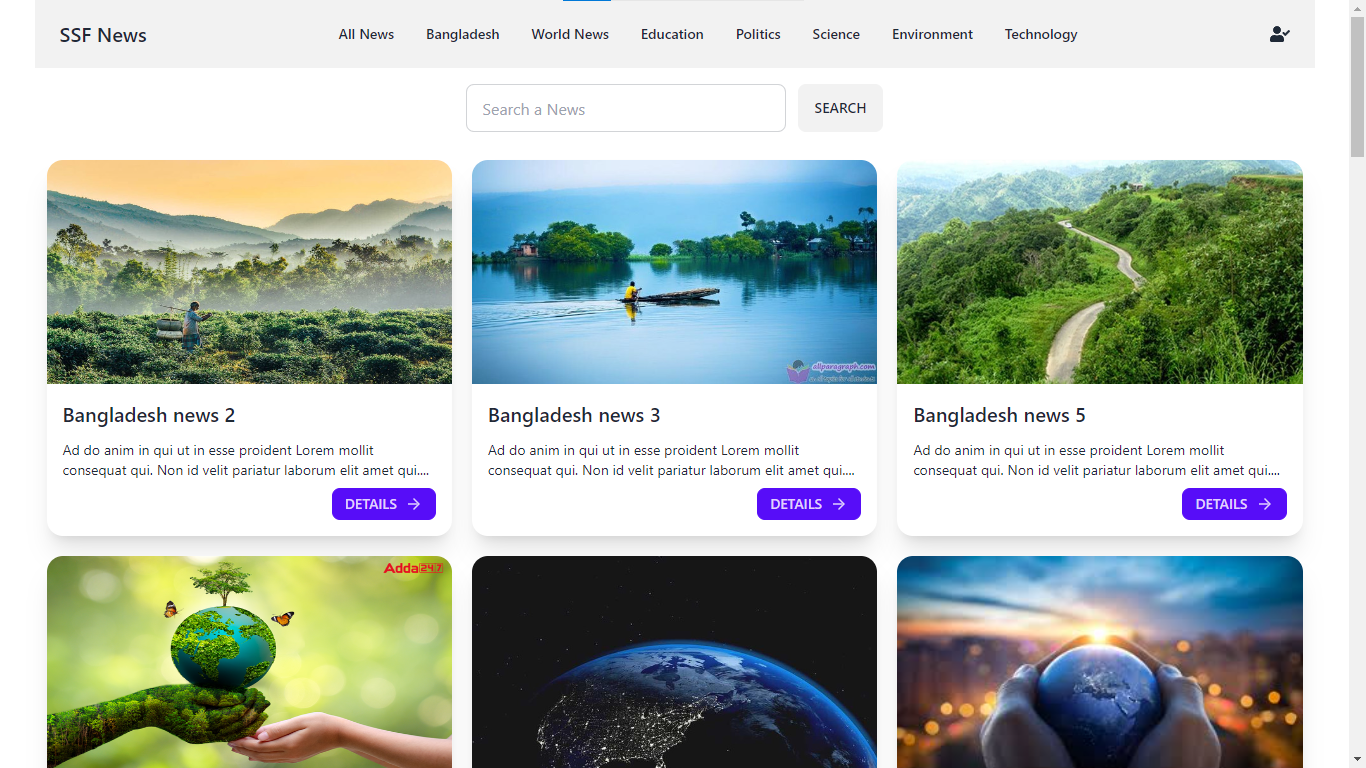 SSF News
All News
Bangladesh
World News
Education
Politics
Science
Environment
Technology
Search a News
SEARCH
allparagraph.com
Bangladesh news 2
Ad do anim in qui ut in esse proident Lorem mollit
consequat qui. Non id velit pariatur laborum elit amet qui....
DETAILS
Bangladesh news 3
Ad do anim in qui ut in esse proident Lorem mollit
consequat qui. Non id velit pariatur laborum elit amet qui....
DETAILS
Bangladesh news 5
Ad do anim in qui ut in esse proident Lorem mollit
consequat qui. Non id velit pariatur laborum elit amet qui....
DETAILS
Adda247